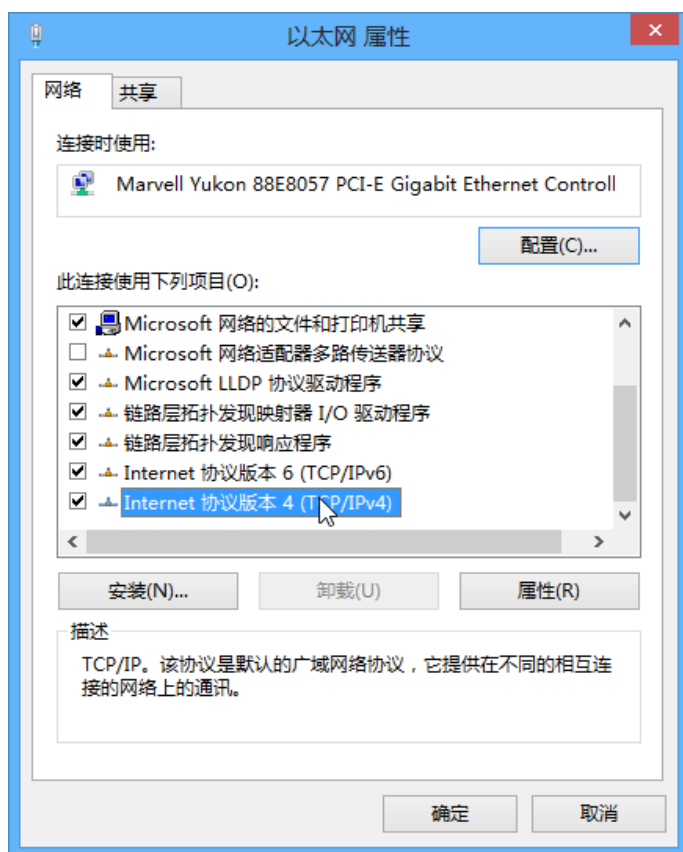 以太网 属性
网络
共享
连接时使用:
Marvell Yukon 88E8057 PCI-E Gigabit Ethernet Controll
配置(C)...
此连接使用下列项目(O):
Microsoft 网络的文件和打印机共享
Microsoft 网络适配器多路传送器协议
Microsoft LLDP 协议驱动程序
链路层拓扑发现映射器 I/O 驱动程序
链路层拓扑发现响应程序
Internet 协议版本 6 (TCP/IPv6)
Internet 协议版本 4 (TCP/IPv4)
安装(N)...
卸载(U)
属性(R)
描述
TCP/IP。该协议是默认的广域网络协议，它提供在不同的相互连
接的网络上的通讯。
确定
取消